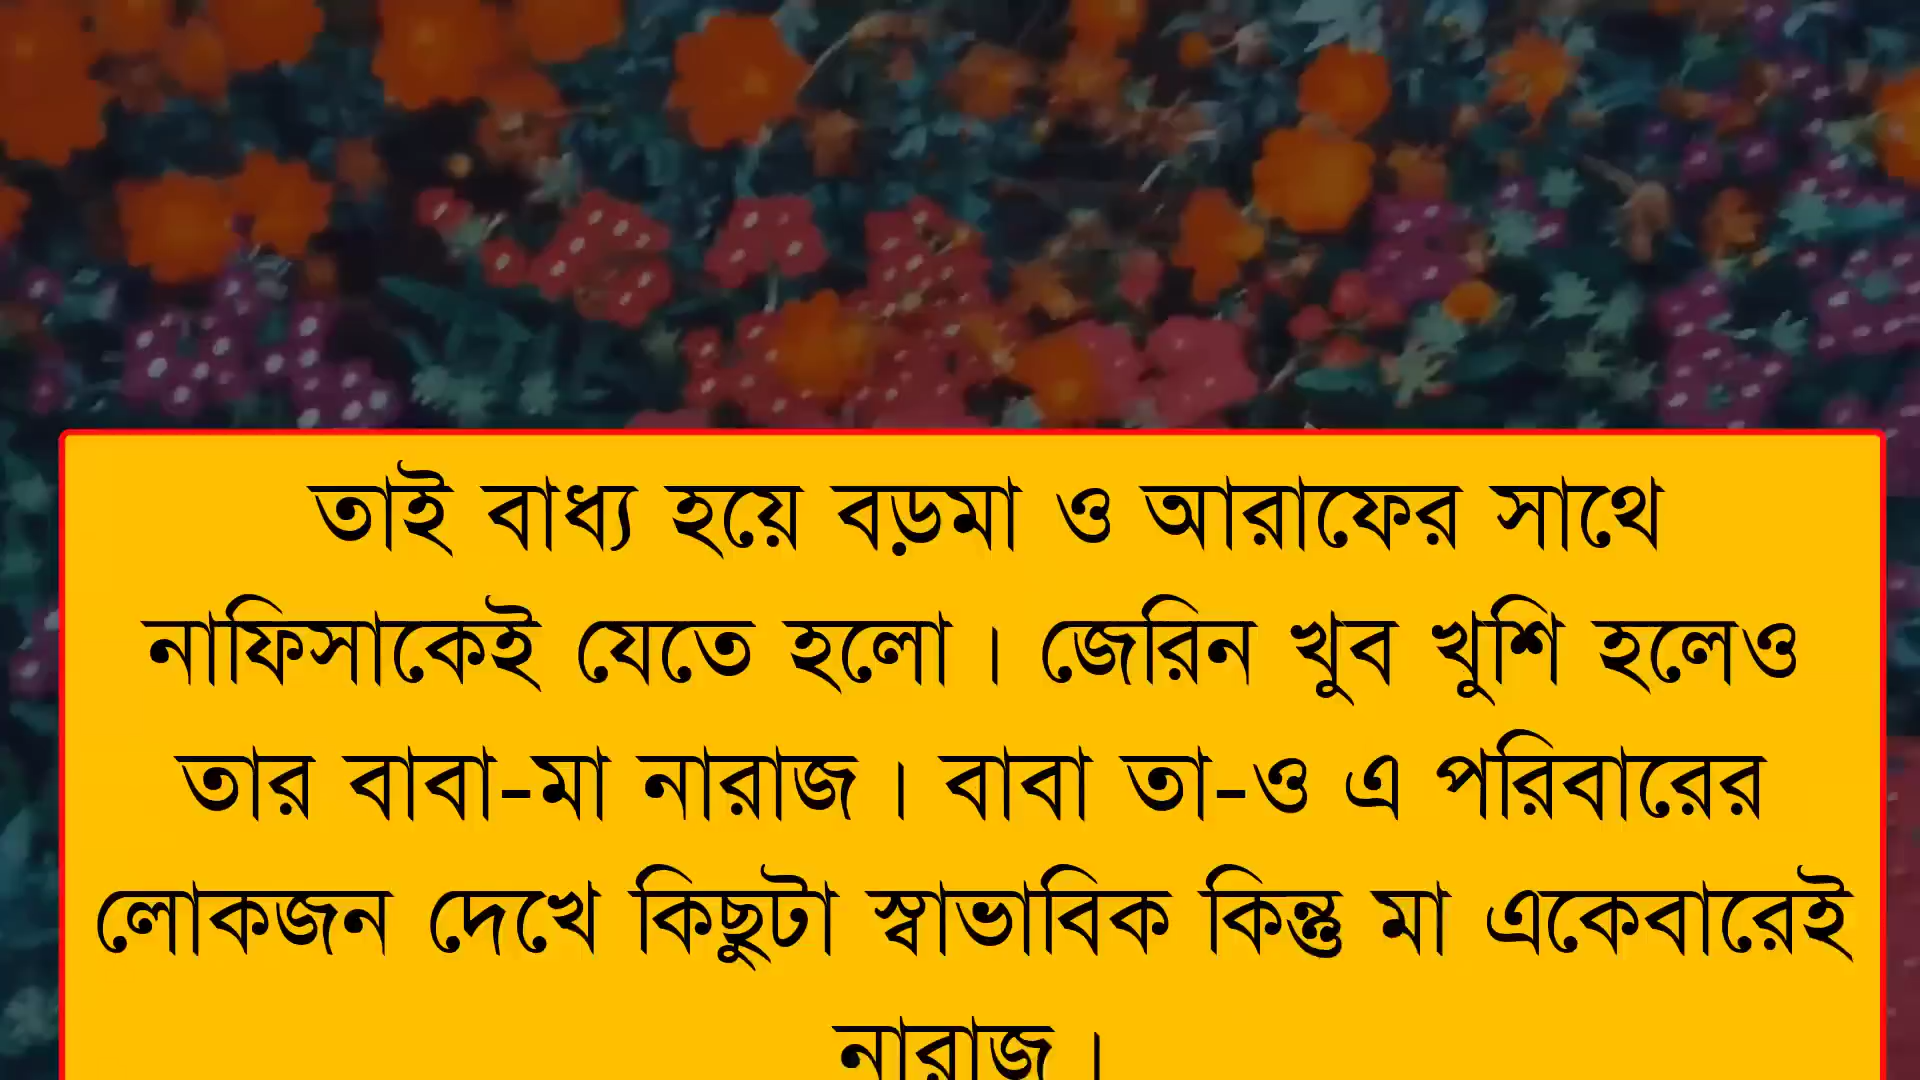 তাই বাধ্য হয়ে বড়মা ও আরাফের সাথে
নাফিসাকেই যেতে হলো। জেরিন খুব খুশি হলেও
তার বাবা-মা নারাজ। বাবা তা-ও এ পরিবারের
লোকজন দেখে কিছুটা স্বাভাবিক কিন্তু মা একেবারেই
নারাজ।